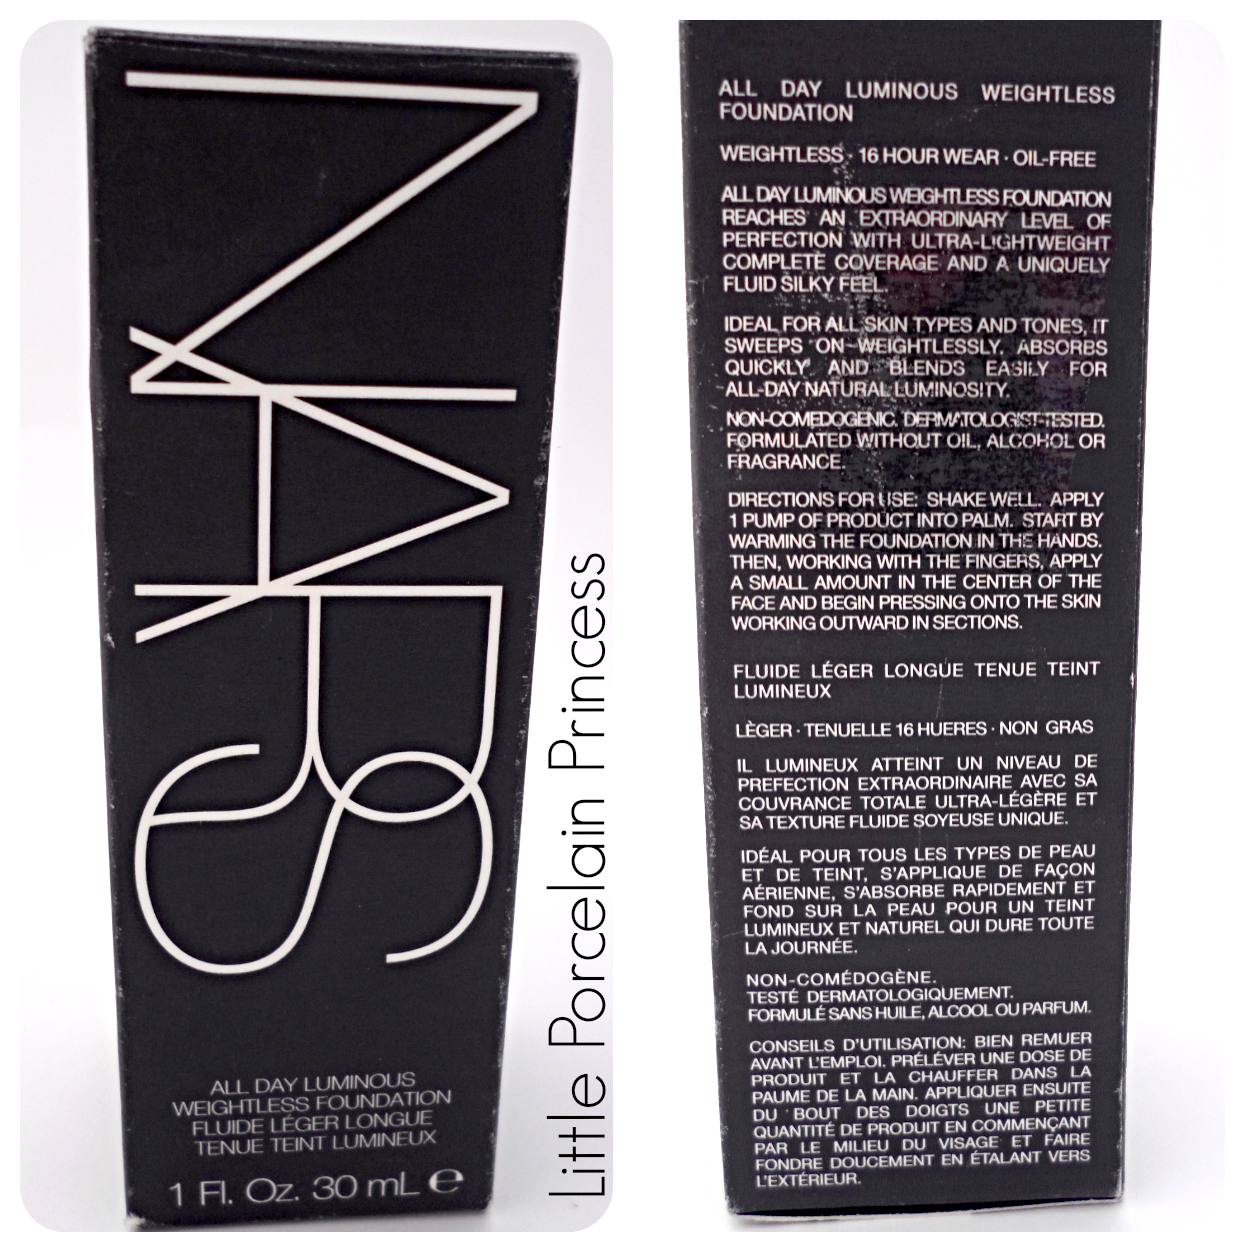 NARS
ALL DAY LUMINOUS
WEIGHTLESS FOUNDATION
FLUIDE LÉGER LONGUE
TENUE TEINT LUMINEUX
1 Fl. Oz. 30 mL ℮
Little Porcelain Princess
ALL DAY LUMINOUS WEIGHTLESS
FOUNDATION
WEIGHTLESS · 16 HOUR WEAR · OIL-FREE
ALL DAY LUMINOUS WEIGHTLESS FOUNDATION
REACHES AN EXTRAORDINARY LEVEL OF
PERFECTION WITH ULTRA-LIGHTWEIGHT
COMPLETE COVERAGE AND A UNIQUELY
FLUID SILKY FEEL.
IDEAL FOR ALL SKIN TYPES AND TONES, IT
SWEEPS ON WEIGHTLESSLY. ABSORBS
QUICKLY AND BLENDS EASILY FOR
ALL-DAY NATURAL LUMINOSITY.
NON-COMEDOGENIC. DERMATOLOGIST-TESTED.
FORMULATED WITHOUT OIL, ALCOHOL OR
FRAGRANCE.
DIRECTIONS FOR USE: SHAKE WELL. APPLY
1 PUMP OF PRODUCT INTO PALM. START BY
WARMING THE FOUNDATION IN THE HANDS.
THEN, WORKING WITH THE FINGERS, APPLY
A SMALL AMOUNT IN THE CENTER OF THE
FACE AND BEGIN PRESSING ONTO THE SKIN
WORKING OUTWARD IN SECTIONS.
FLUIDE LÉGER LONGUE TENUE TEINT
LUMINEUX
LÈGER · TENUELLE 16 HUERES · NON GRAS
IL LUMINEUX ATTEINT UN NIVEAU DE
PREFECTION EXTRAORDINAIRE AVEC SA
COUVRANCE TOTALE ULTRA-LÉGÈRE ET
SA TEXTURE FLUIDE SOYEUSE UNIQUE.
IDÉAL POUR TOUS LES TYPES DE PEAU
ET DE TEINT, S'APPLIQUE DE FAÇON
AÉRIENNE, S'ABSORBE RAPIDEMENT ET
FOND SUR LA PEAU POUR UN TEINT
LUMINEUX ET NATUREL QUI DURE TOUTE
LA JOURNÉE.
NON-COMÉDOGÈNE.
TESTÉ DERMATOLOGIQUEMENT.
FORMULÉ SANS HUILE, ALCOOL OU PARFUM.
CONSEILS D'UTILISATION: BIEN REMUER
AVANT L'EMPLOI. PRÉLÉVER UNE DOSE DE
PRODUIT ET LA CHAUFFER DANS LA
PAUME DE LA MAIN. APPLIQUER ENSUITE
DU BOUT DES DOIGTS UNE PETITE
QUANTITÉ DE PRODUIT EN COMMENÇANT
PAR LE MILIEU DU VISAGE ET FAIRE
FONDRE DOUCEMENT EN ÉTALANT VERS
L'EXTÉRIEUR.